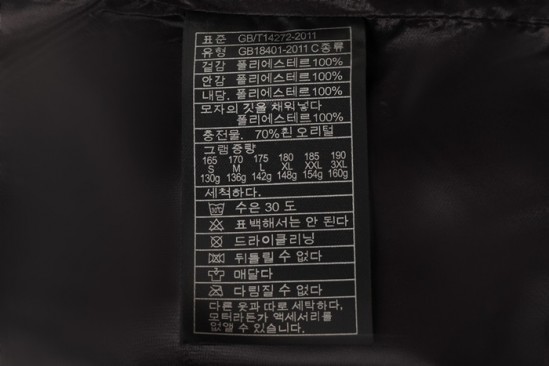 표준 GB/T14272-2011
유형 GB18401-2011 C종류
겉감 폴리에스테르100%
안감 폴리에스테르100%
내담. 폴리에스테르100%
모자의 깃을 채워넣다
폴리에스테르100%
충전물. 70%흰 오리털
그램중량
165 170 175 180 185 190
S M L XL XXL 3XL
130g 136g 142g 148g 154g 160g
세척하다.
수은 30 도
표백해서는 안 된다
드라이클리닝
뒤틀릴 수 없다
매달다
다림질 수 없다
다른 옷과 따로 세탁하다,
모터라든가 액세서리를
없앨 수 있습니다.